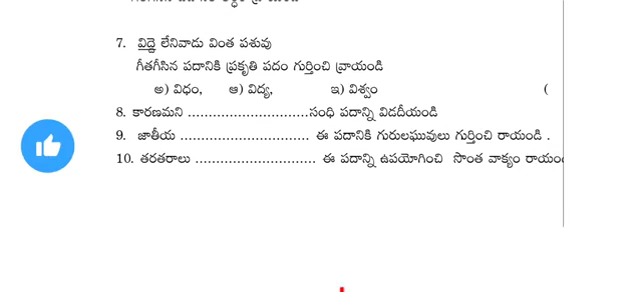 7. విద్దె లేనివాడు వింత పశువు
గీతగీసిన పదానికి ప్రకృతి పదం గుర్తించి వ్రాయండి
అ) విధం, ఆ) విద్య, ఇ) విశ్వం (
8. కారణమని ............................సంధి పదాన్ని విడదీయండి
9. జాతీయ ............................... ఈ పదానికి గురులఘువులు గుర్తించి రాయండి .
10. తరతరాలు ............................. ఈ పదాన్ని ఉపయోగించి సొంత వాక్యం